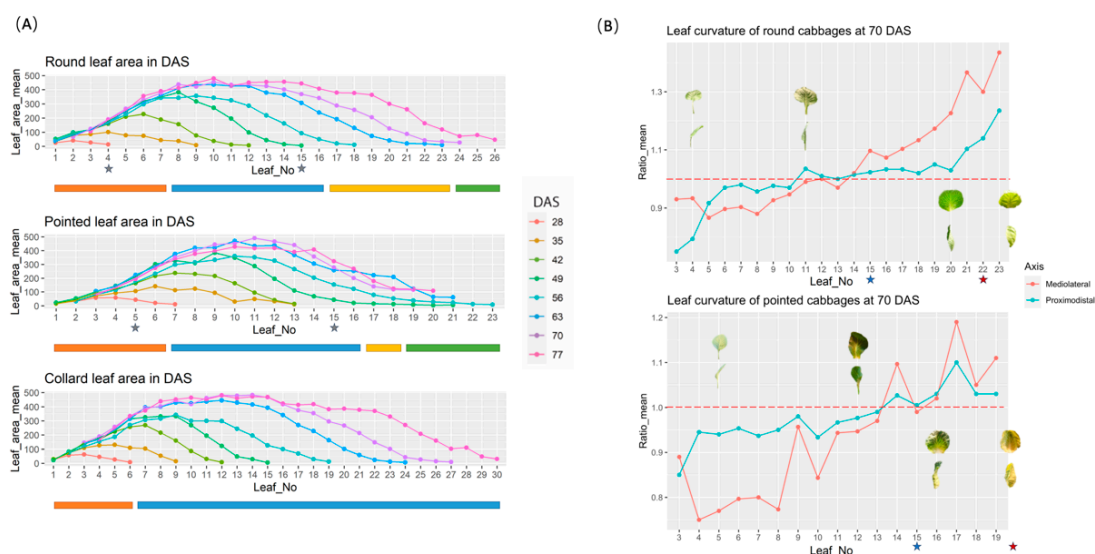 (A)
Round leaf area in DAS
Leaf_area_mean
500
400
300
200
100
0
1 2 3 4 5 6 7 8 9 10 11 12 13 14 15 16 17 18 19 20 21 22 23 24 25 26
Leaf_No
Pointed leaf area in DAS
Leaf_area_mean
500
400
300
200
100
0
1 2 3 4 5 6 7 8 9 10 11 12 13 14 15 16 17 18 19 20 21 22 23
Leaf_No
Collard leaf area in DAS
Leaf_area_mean
500
400
300
200
100
0
1 2 3 4 5 6 7 8 9 10 11 12 13 14 15 16 17 18 19 20 21 22 23 24 25 26 27 28 29 30
Leaf_No
DAS
28
35
42
49
56
63
70
77
(B)
Leaf curvature of round cabbages at 70 DAS
Ratio_mean
1.3
1.1
0.9
3 4 5 6 7 8 9 10 11 12 13 14 15 16 17 18 19 20 21 22 23
Leaf_No
Leaf curvature of pointed cabbages at 70 DAS
Ratio_mean
1.2
1.1
1.0
0.9
0.8
3 4 5 6 7 8 9 10 11 12 13 14 15 16 17 18 19
Leaf_No
Axis
Mediolateral
Proximodistal